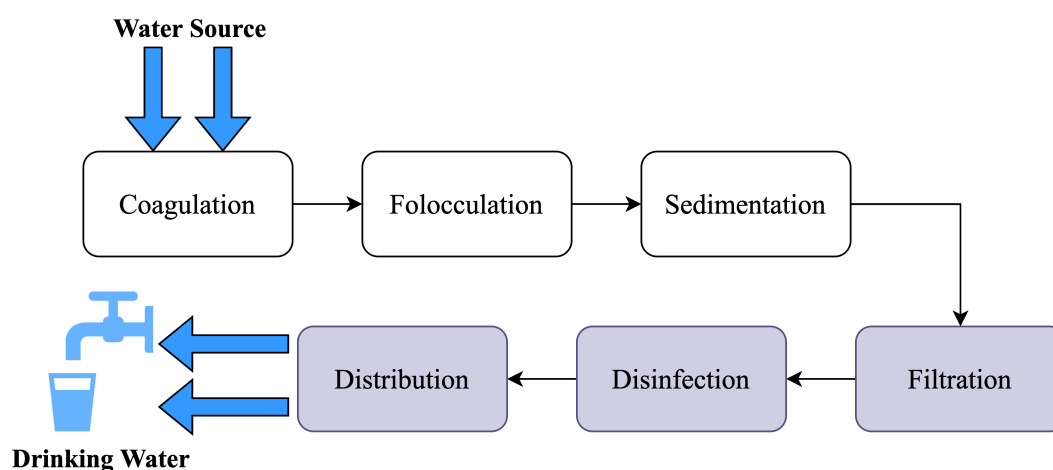 Water Source
Coagulation
Folocculation
Sedimentation
Filtration
Disinfection
Distribution
Drinking Water